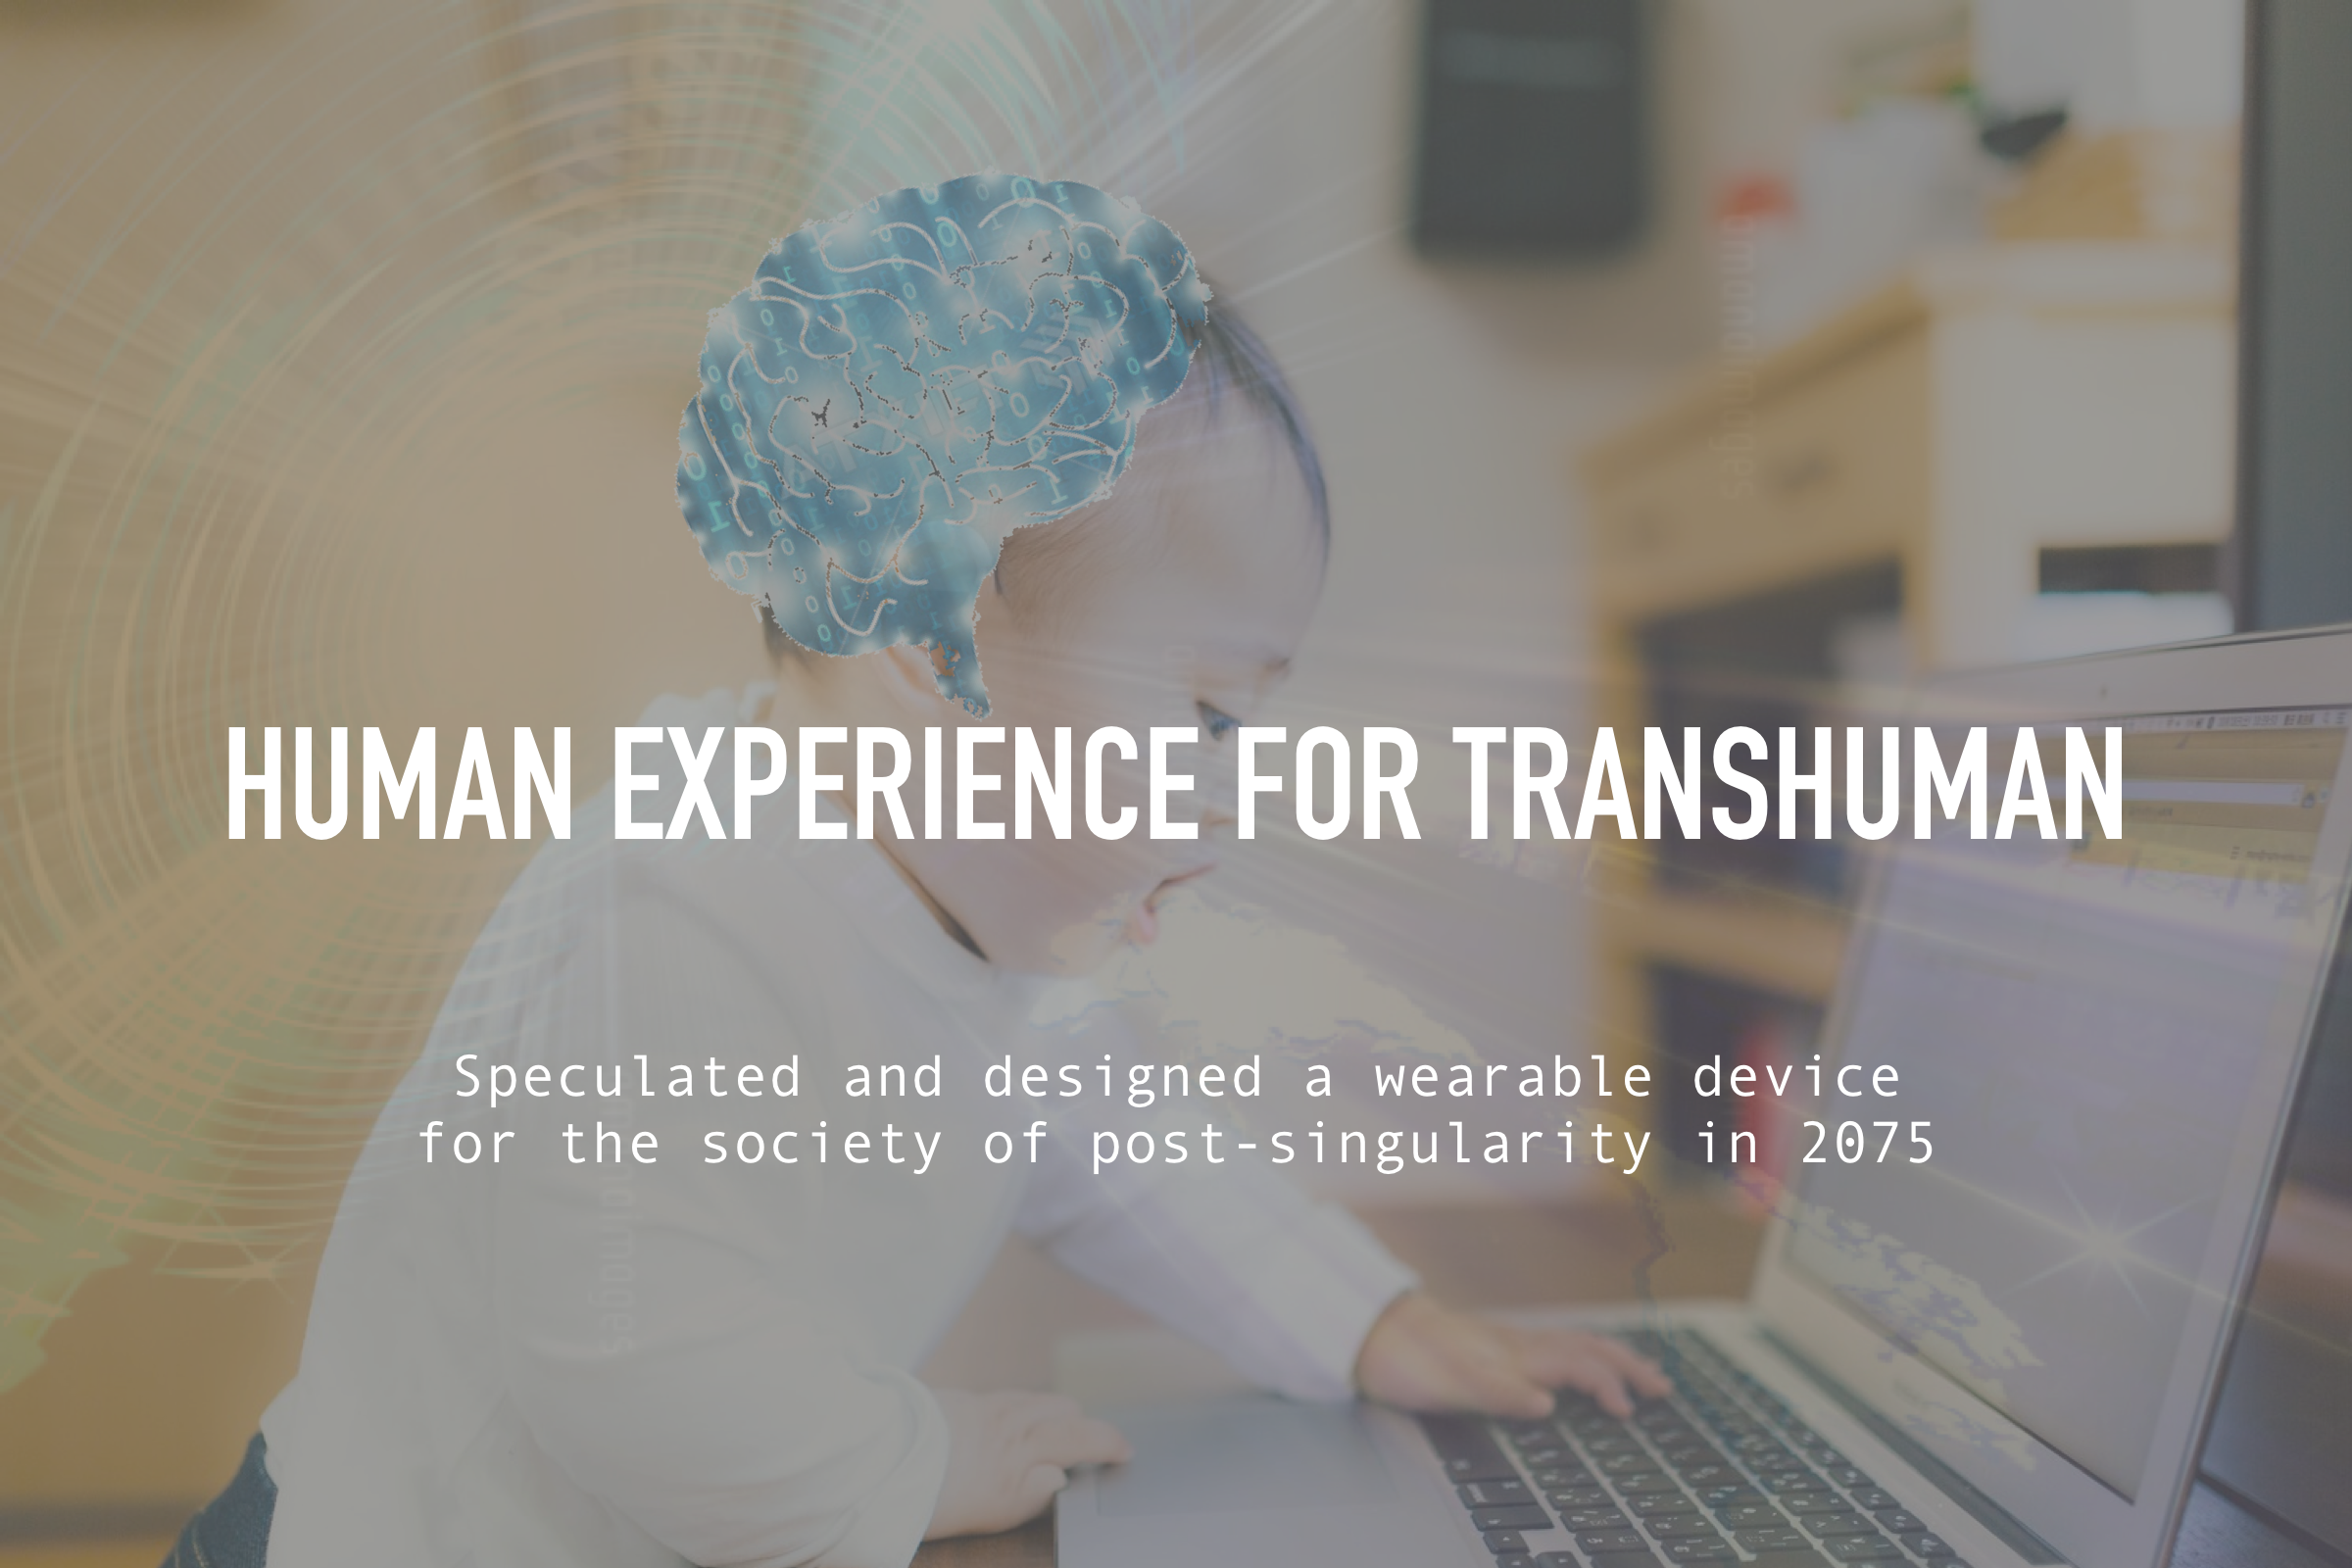 HUMAN EXPERIENCE FOR TRANSHUMAN
Speculated and designed a wearable device
for the society of post-singularity in 2075